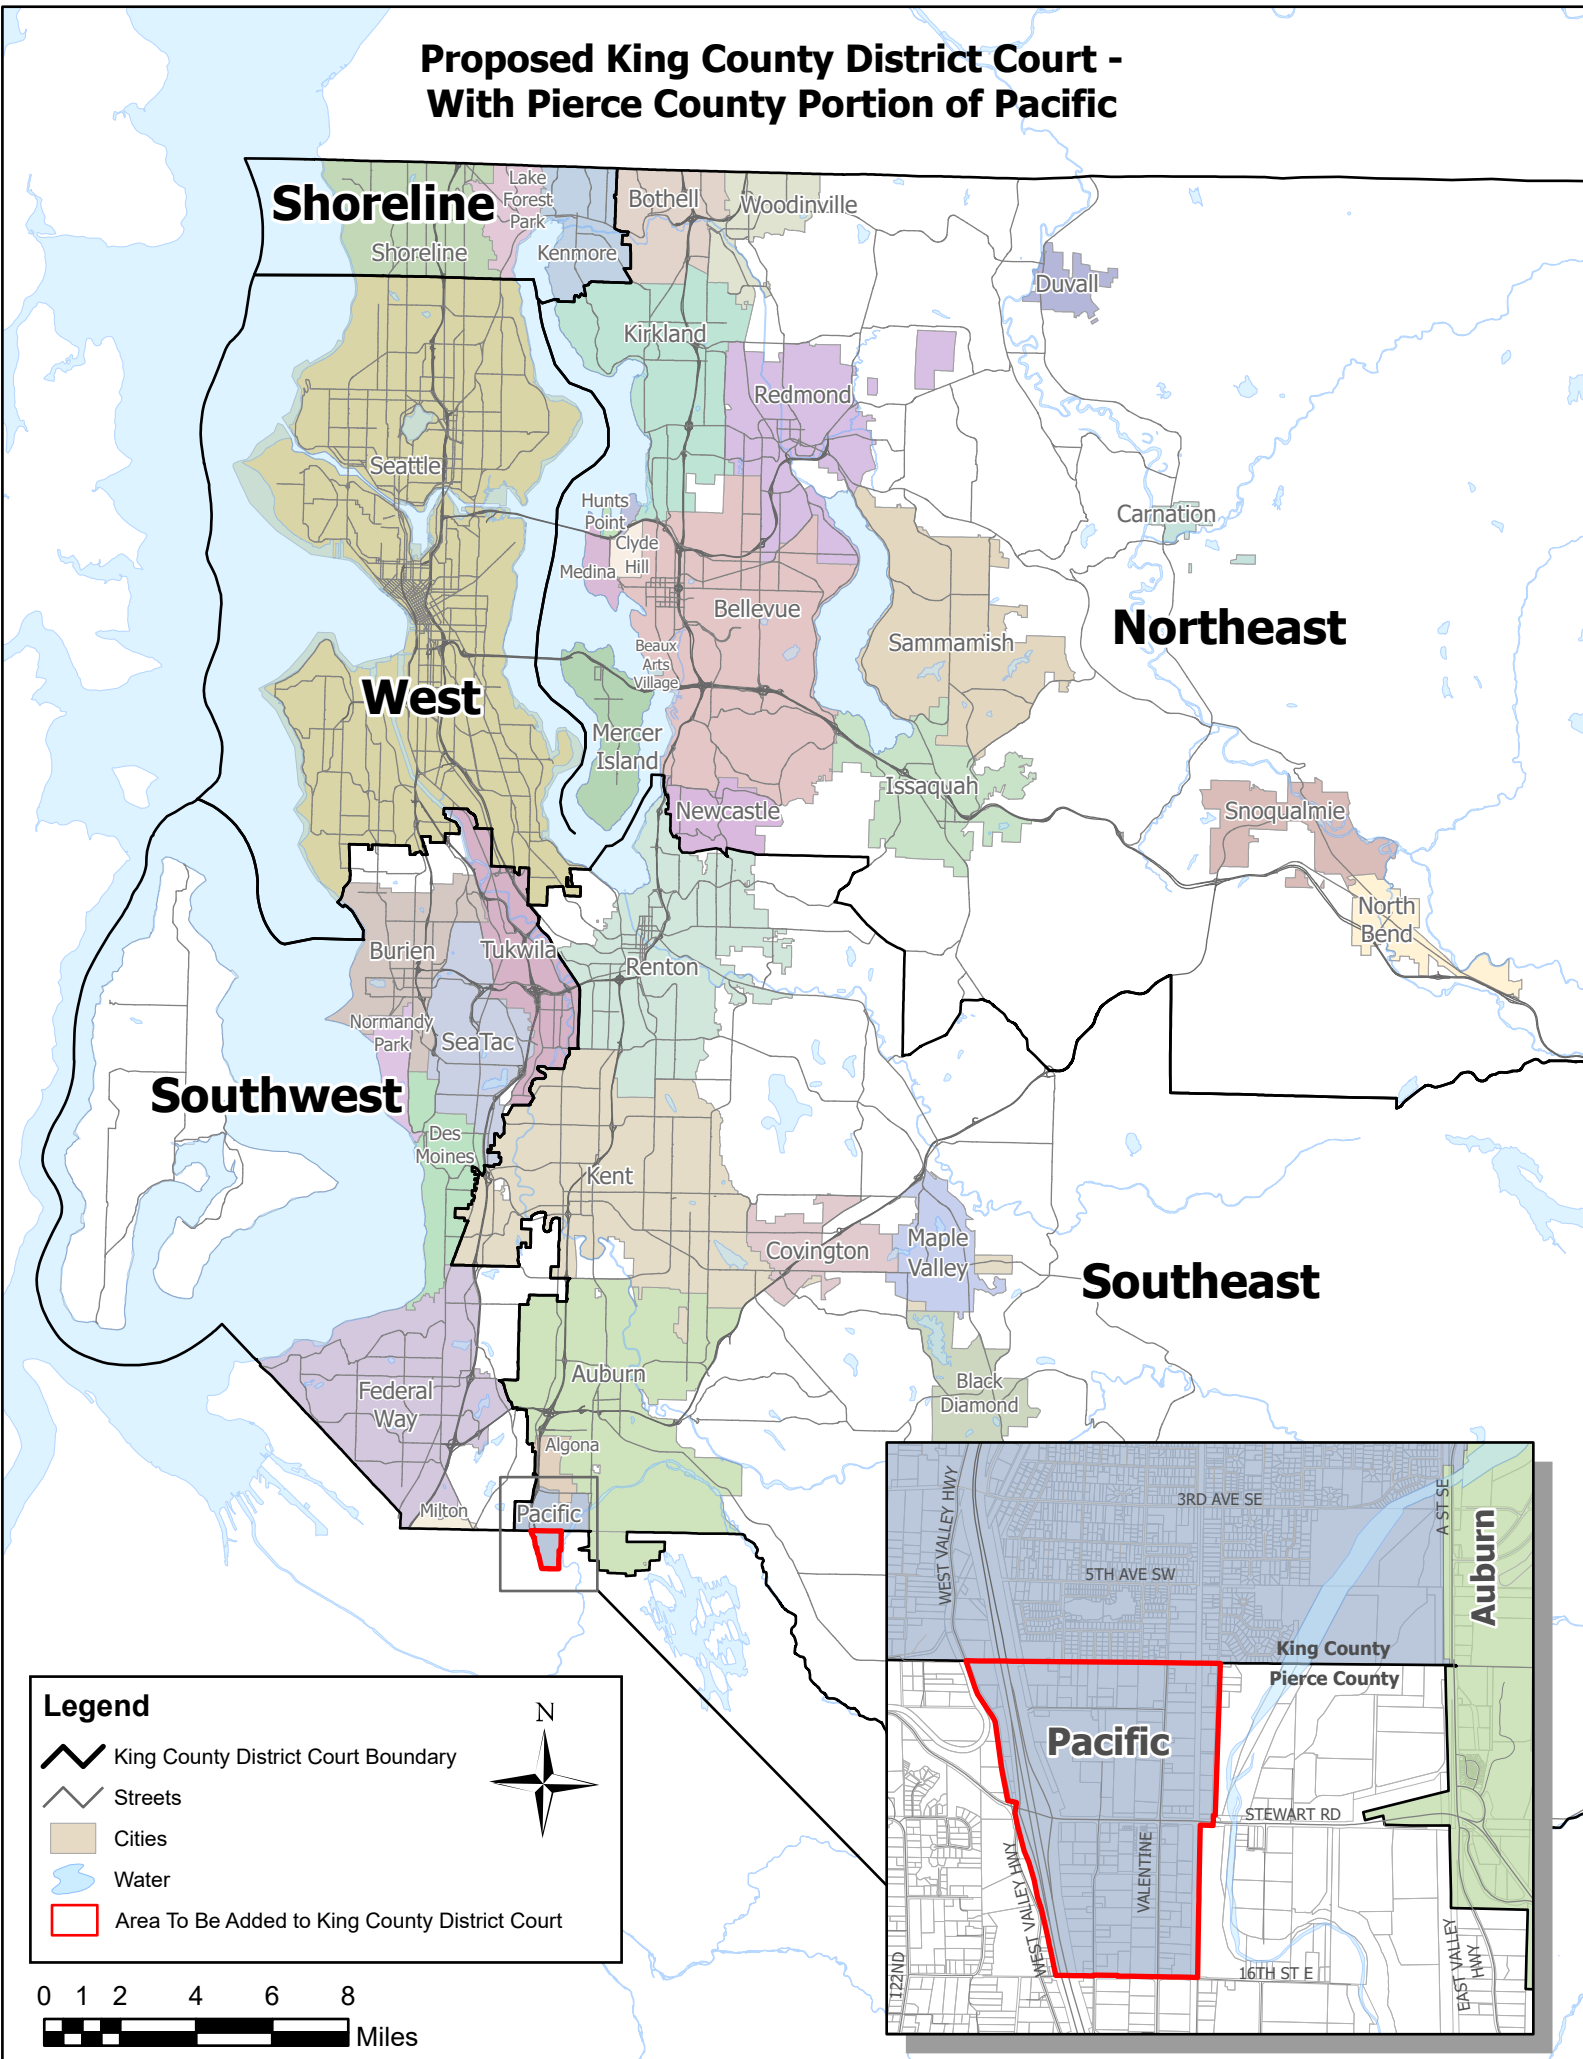 Proposed King County District Court -
With Pierce County Portion of Pacific
Shoreline
Lake
Forest
Park
Shoreline
Kenmore
Bothell
Woodinville
Duvall
Kirkland
Redmond
Seattle
Hunts
Point
Clyde
Hill
Medina
Carnation
Bellevue
Northeast
Sammamish
Beaux
Arts
Village
West
Mercer
Island
Newcastle
Issaquah
Snoqualmie
North
Bend
Burien
Tukwila
Renton
Normandy
Park
SeaTac
Southwest
Des
Moines
Kent
Covington
Maple
Valley
Southeast
Federal
Way
Auburn
Black
Diamond
Algona
Milton
Pacific
WEST VALLEY HWY
3RD AVE SE
A ST SE
Auburn
5TH AVE SW
King County
Pierce County
Pacific
STEWART RD
VALENTINE
WEST VALLEY HWY
122ND
16TH ST E
EAST VALLEY
HWY
Legend
N
King County District Court Boundary
Streets
Cities
Water
Area To Be Added to King County District Court
0 1 2 4 6 8
Miles